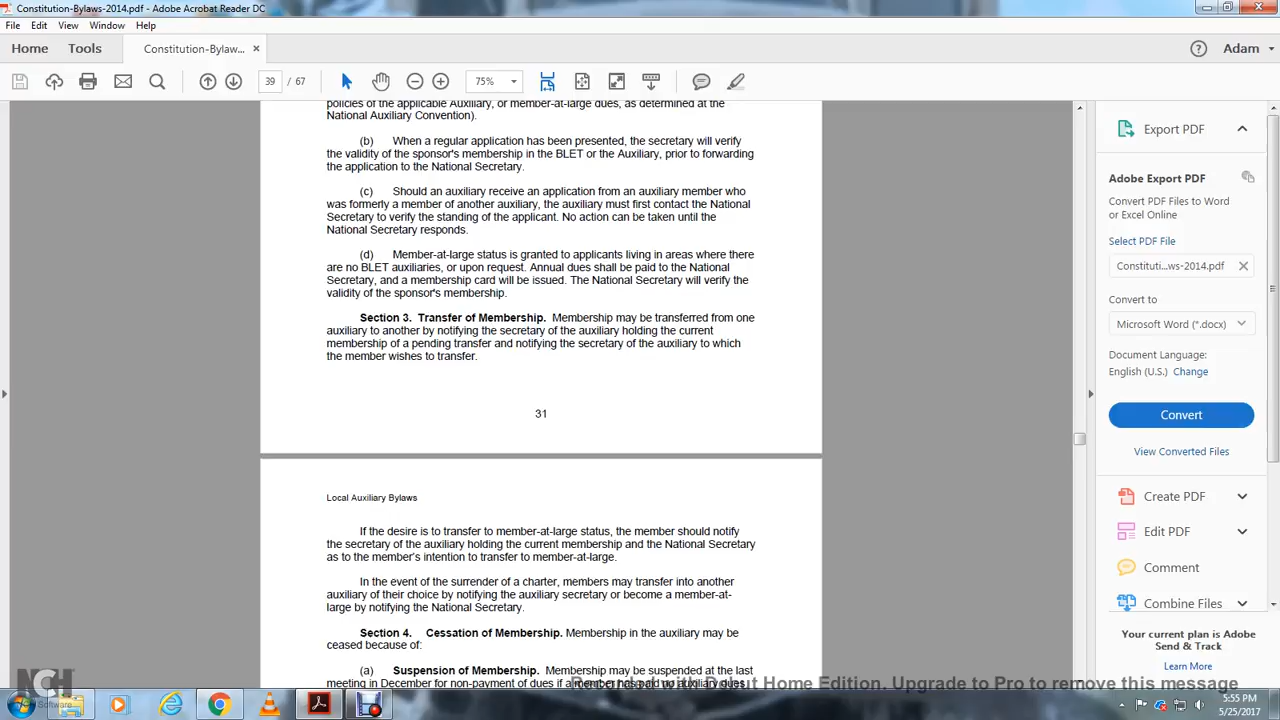 Constitution-Bylaws-2014.pdf - Adobe Acrobat Reader DC
File Edit View Window Help
Home Tools Constitution-Bylaw... × Adam
39 / 67 75%
policies of the applicable Auxiliary, or member-at-large dues, as determined at the
National Auxiliary Convention).
(b) When a regular application has been presented, the secretary will verify
the validity of the sponsor's membership in the BLET or the Auxiliary, prior to forwarding
the application to the National Secretary.
(c) Should an auxiliary receive an application from an auxiliary member who
was formerly a member of another auxiliary, the auxiliary must first contact the National
Secretary to verify the standing of the applicant. No action can be taken until the
National Secretary responds.
(d) Member-at-large status is granted to applicants living in areas where there
are no BLET auxiliaries, or upon request. Annual dues shall be paid to the National
Secretary, and a membership card will be issued. The National Secretary will verify the
validity of the sponsor's membership.
Section 3. Transfer of Membership. Membership may be transferred from one
auxiliary to another by notifying the secretary of the auxiliary holding the current
membership of a pending transfer and notifying the secretary of the auxiliary to which
the member wishes to transfer.
31
Local Auxiliary Bylaws
If the desire is to transfer to member-at-large status, the member should notify
the secretary of the auxiliary holding the current membership and the National Secretary
as to the member's intention to transfer to member-at-large.
In the event of the surrender of a charter, members may transfer into another
auxiliary of their choice by notifying the auxiliary secretary or become a member-at-
large by notifying the National Secretary.
Section 4. Cessation of Membership. Membership in the auxiliary may be
ceased because of:
(a) Suspension of Membership. Membership may be suspended at the last
meeting in December for non-payment of dues if a member has paid no auxiliary dues
Export PDF
Adobe Export PDF
Convert PDF Files to Word
or Excel Online
Select PDF File
Constituti...ws-2014.pdf
Convert to
Microsoft Word (*.docx)
Document Language:
English (U.S.) Change
Convert
View Converted Files
Create PDF
Edit PDF
Comment
Combine Files
Your current plan is Adobe
Send & Track
Learn More
NCH Software
Debut Home Edition. Upgrade to Pro to remove this message
5:55 PM
5/25/2017